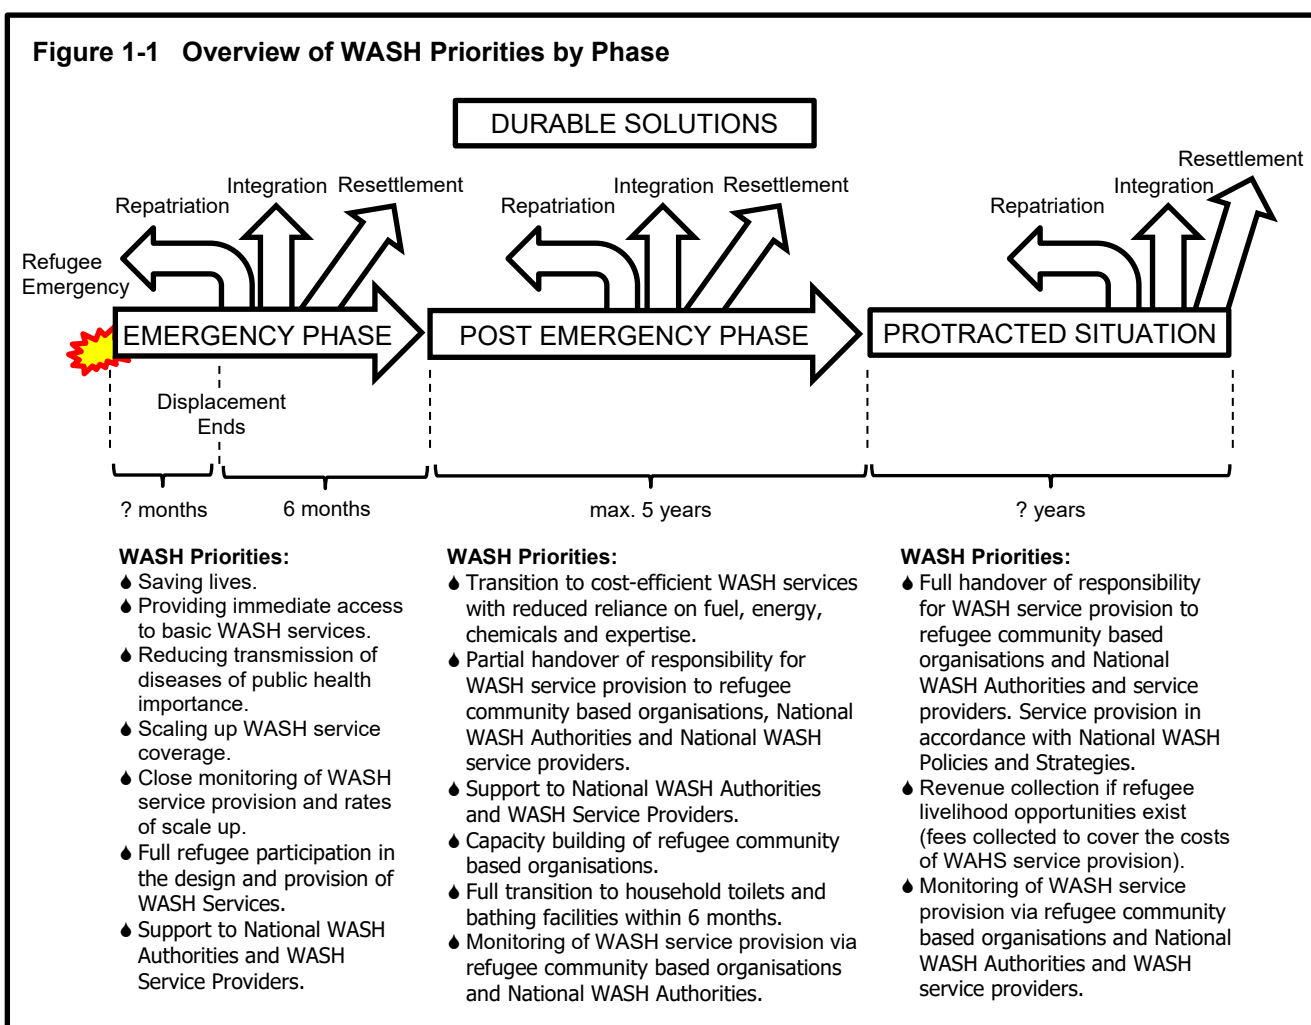 Figure 1-1 Overview of WASH Priorities by Phase
DURABLE SOLUTIONS
Refugee
Emergency
Repatriation
Integration
Resettlement
Repatriation
Integration
Resettlement
Repatriation
Integration
Resettlement
EMERGENCY PHASE
POST EMERGENCY PHASE
PROTRACTED SITUATION
Displacement
Ends
? months
6 months
max. 5 years
? years
WASH Priorities:
Saving lives.
Providing immediate access
to basic WASH services.
Reducing transmission of
diseases of public health
importance.
Scaling up WASH service
coverage.
Close monitoring of WASH
service provision and rates
of scale up.
Full refugee participation in
the design and provision of
WASH Services.
Support to National WASH
Authorities and WASH
Service Providers.
WASH Priorities:
Transition to cost-efficient WASH services
with reduced reliance on fuel, energy,
chemicals and expertise.
Partial handover of responsibility for
WASH service provision to refugee
community based organisations, National
WASH Authorities and National WASH
service providers.
Support to National WASH Authorities
and WASH Service Providers.
Capacity building of refugee community
based organisations.
Full transition to household toilets and
bathing facilities within 6 months.
Monitoring of WASH service provision via
refugee community based organisations
and National WASH Authorities.
WASH Priorities:
Full handover of responsibility
for WASH service provision to
refugee community based
organisations and National
WASH Authorities and service
providers. Service provision in
accordance with National WASH
Policies and Strategies.
Revenue collection if refugee
livelihood opportunities exist
(fees collected to cover the costs
of WAHS service provision).
Monitoring of WASH service
provision via refugee community
based organisations and National
WASH Authorities and WASH
service providers.